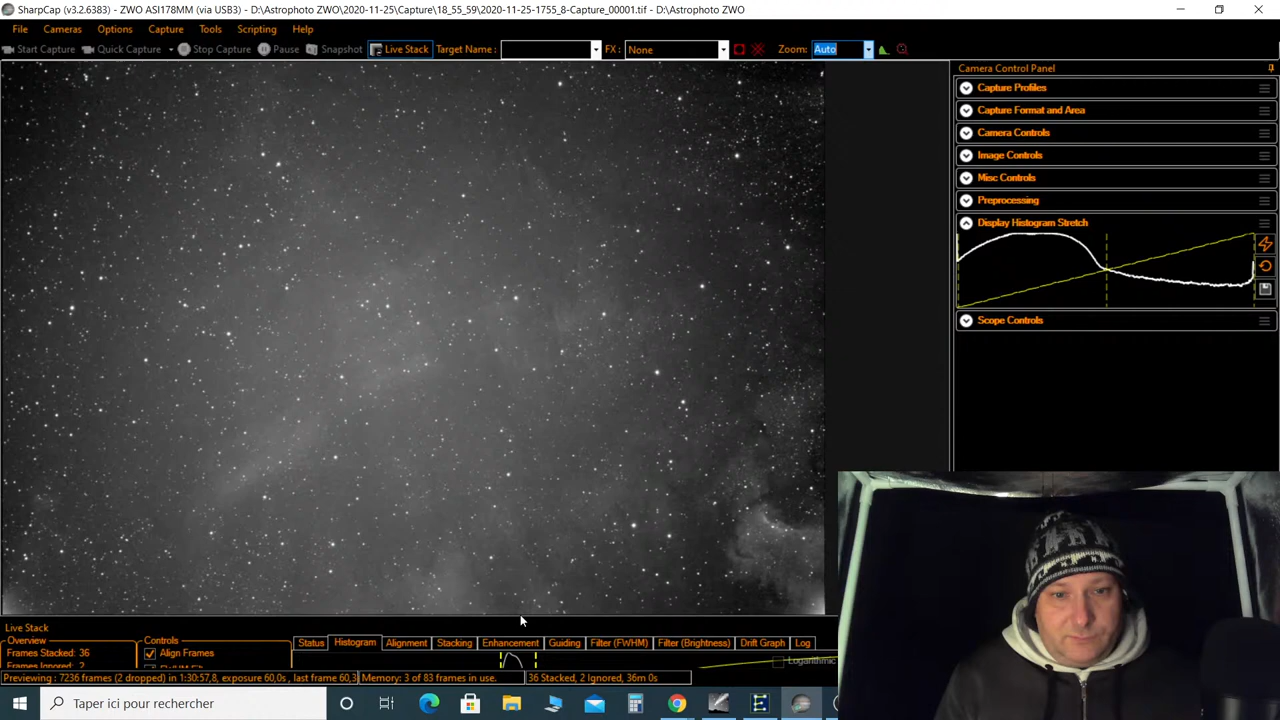 SharpCap (v3.2.6383) - ZWO ASI178MM (via USB3) - D:\Astrophoto ZWO\2020-11-25\Capture\18_55_59\2020-11-25-1755_8-Capture_00001.tif - D:\Astrophoto ZWO
File Cameras Options Capture Tools Scripting Help
Start Capture Quick Capture Stop Capture Pause Snapshot Live Stack Target Name : FX : None Zoom: Auto
Camera Control Panel
Capture Profiles
Capture Format and Area
Camera Controls
Image Controls
Misc Controls
Preprocessing
Display Histogram Stretch
Scope Controls
Live Stack
Overview Controls Status Histogram Alignment Stacking Enhancement Guiding Filter (FWHM) Filter (Brightness) Drift Graph Log
Frames Stacked: 36 Align Frames
Frames Ignored: 2 Logarithmic
Previewing : 7236 frames (2 dropped) in 1:30:57,8, exposure 60,0s , last frame 60,3 Memory: 3 of 83 frames in use. 36 Stacked, 2 Ignored, 36m 0s
Taper ici pour rechercher